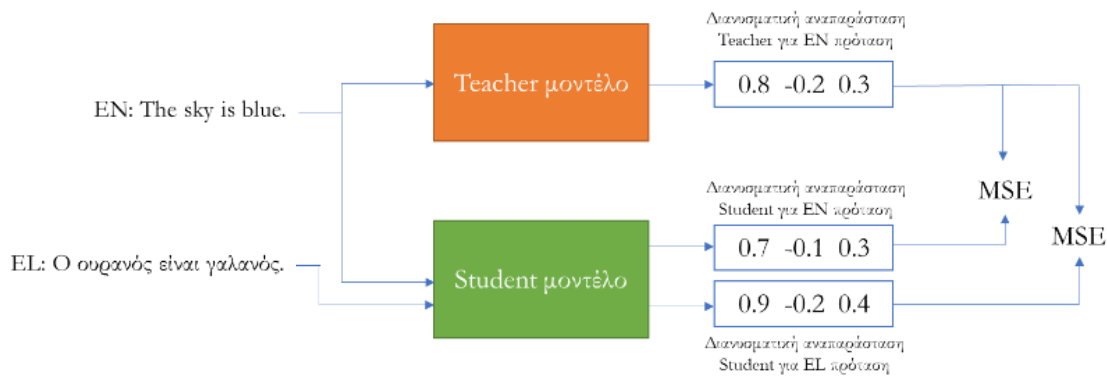 Διανυσματική αναπαράσταση
Teacher για EN πρόταση
Teacher μοντέλο
0.8 -0.2 0.3
EN: The sky is blue.
Διανυσματική αναπαράσταση
Student για EN πρόταση
MSE
0.7 -0.1 0.3
MSE
EL: Ο ουρανός είναι γαλανός.
Student μοντέλο
0.9 -0.2 0.4
Διανυσματική αναπαράσταση
Student για EL πρόταση